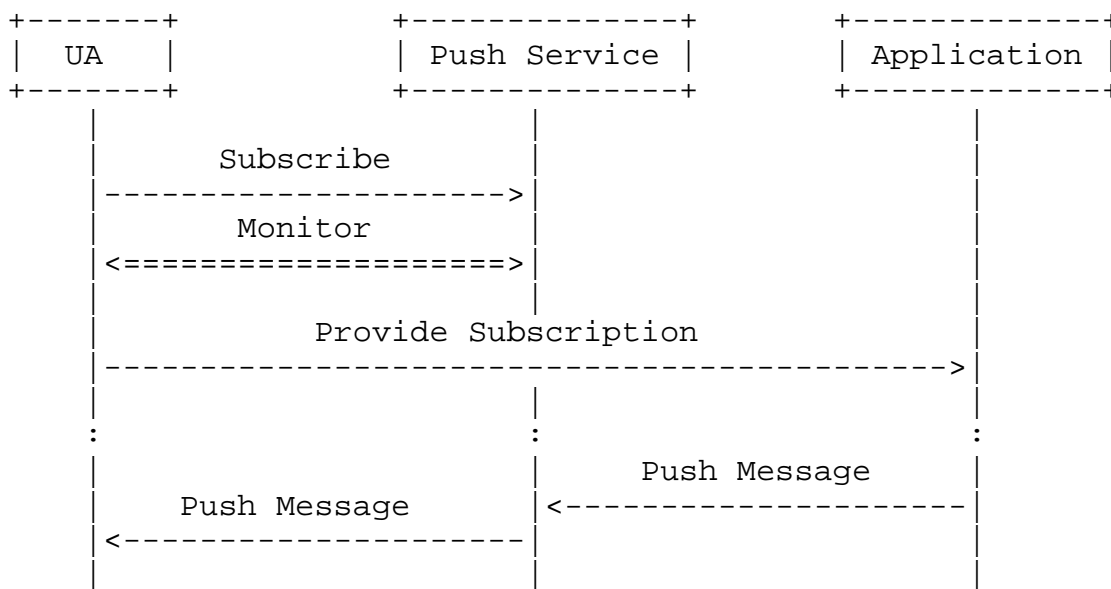 UA Push Service Application
Subscribe
Monitor
Provide Subscription
Push Message
Push Message